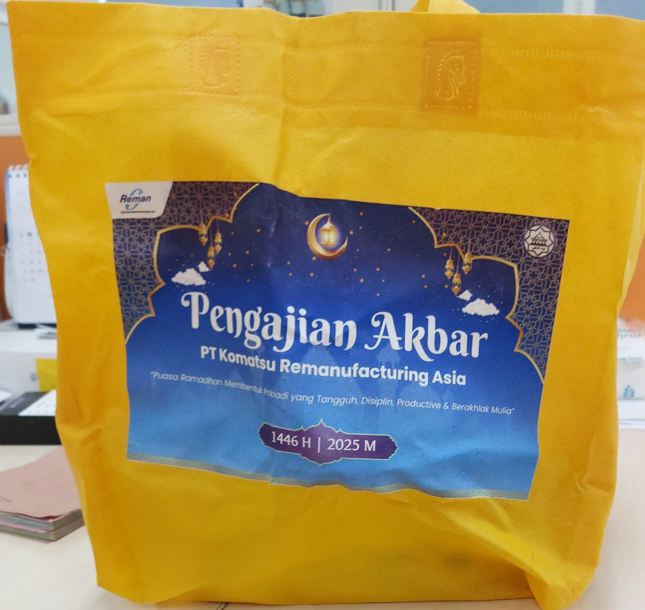 Reman
Pengajian Akbar
PT Komatsu Remanufacturing Asia
"Puasa Ramadhan Membentuk Pribadi yang Tangguh, Disiplin, Productive & Berakhlak Mulia"
1446 H | 2025 M